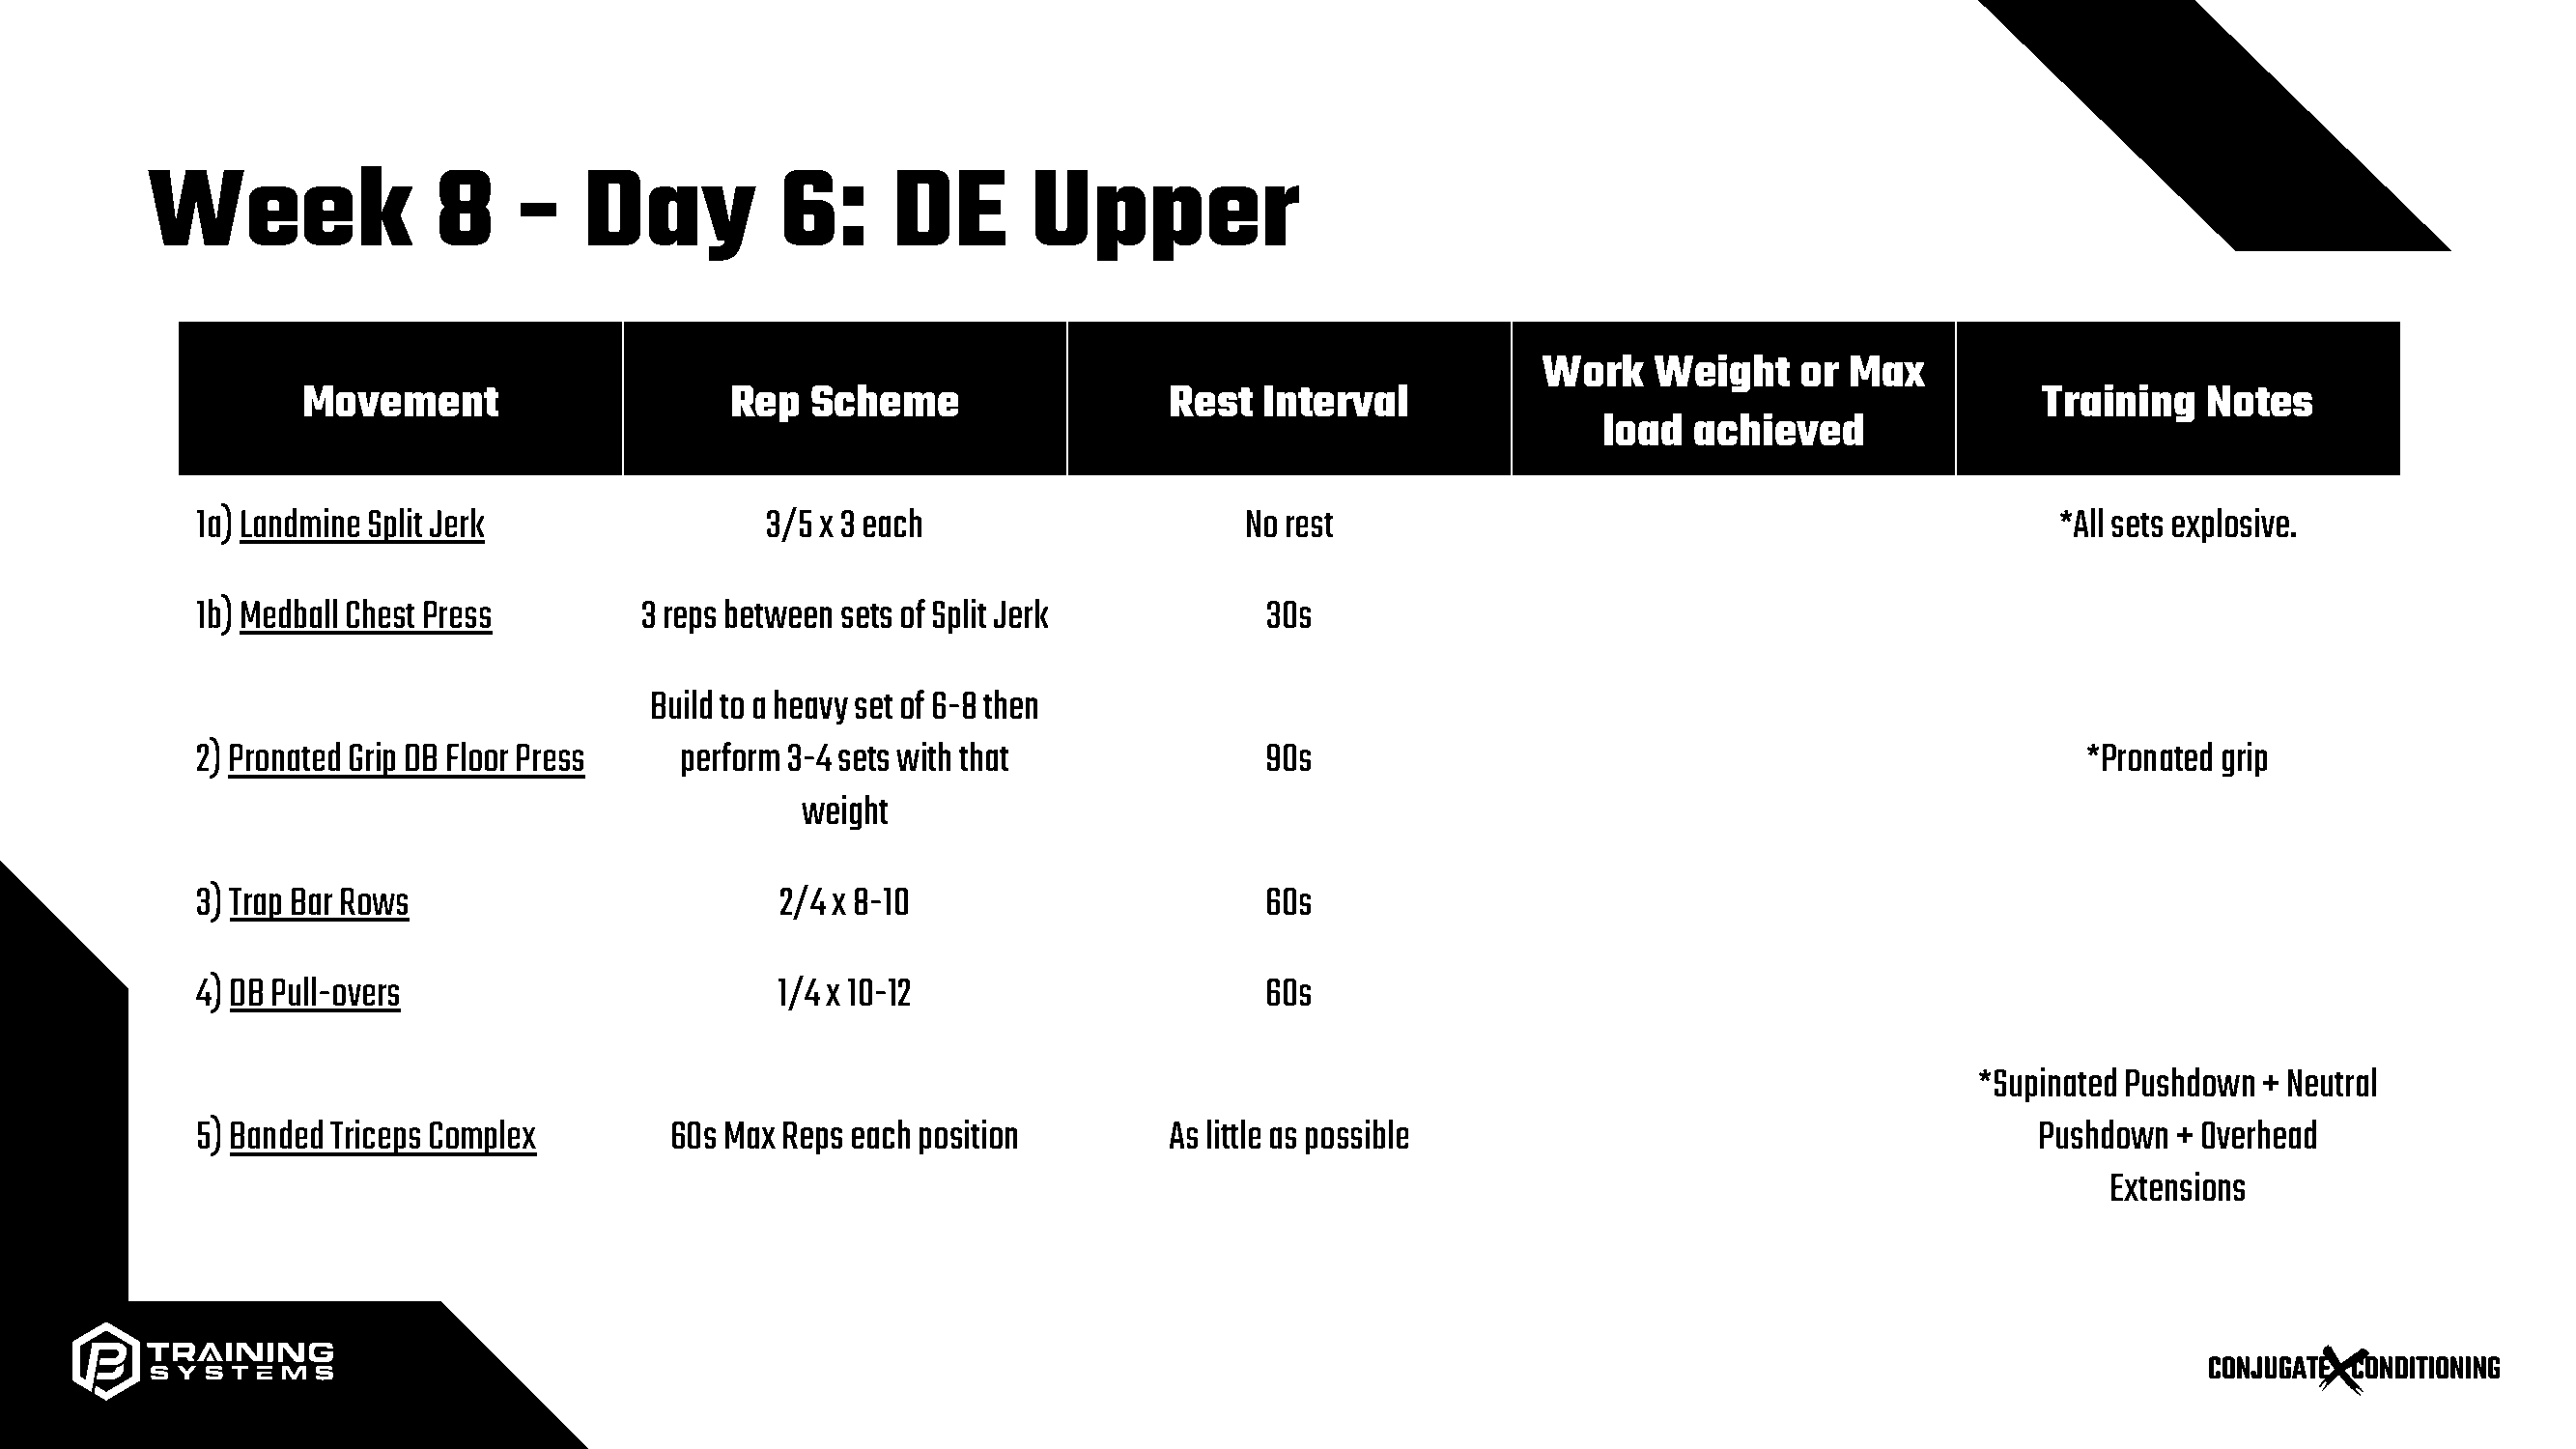 Week 8 - Day 6: DE Upper
Movement
Rep Scheme
Rest Interval
Work Weight or Max
load achieved
Training Notes
1a) Landmine Split Jerk
3/5 x 3 each
No rest
*All sets explosive.
1b) Medball Chest Press
3 reps between sets of Split Jerk
30s
2) Pronated Grip DB Floor Press
Build to a heavy set of 6-8 then
perform 3-4 sets with that
weight
90s
*Pronated grip
3) Trap Bar Rows
2/4 x 8-10
60s
4) DB Pull-overs
1/4 x 10-12
60s
5) Banded Triceps Complex
60s Max Reps each position
As little as possible
*Supinated Pushdown + Neutral
Pushdown + Overhead
Extensions
TRAINING
SYSTEMS
CONJUGATE X CONDITIONING